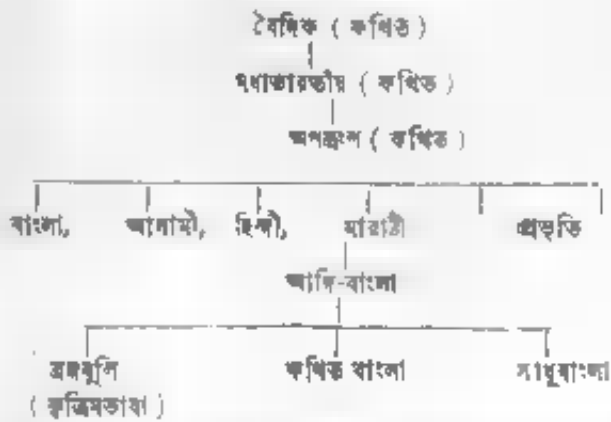 বৈদিক ( কথিত )
মধ্যভারতীয় ( কথিত )
অপভ্রংশ ( কথিত )
বাংলা, আসামী, হিন্দী, মারাঠী প্রভৃতি
আদি-বাংলা
ব্রজবুলি কথিত বাংলা সাধুবাংলা
( কৃত্রিমভাষা )